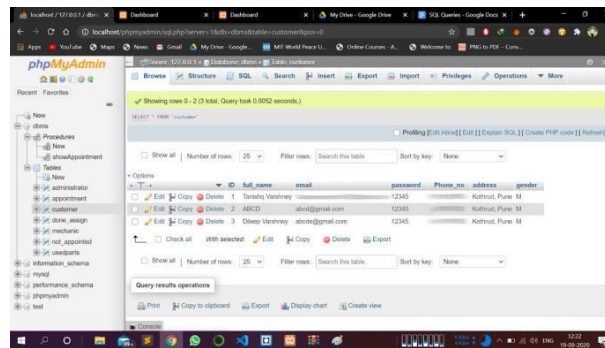 localhost / 127.0.0.1 / dbms
Dashboard
Dashboard
My Drive - Google Drive
SQL Queries - Google Docs
localhost/phpmyadmin/sql.php?server=1&db=dbms&table=customer&pos=0
Apps YouTube Maps News Gmail My Drive - Google... MIT World Peace U... Online Courses - A... Welcome to PNG to PDF - Conv...
phpMyAdmin
Recent Favorites
New
dbms
Procedures
New
showAppointment
Tables
New
administrator
appointment
customer
done_assign
mechanic
not_appointed
usedparts
information_schema
mysql
performance_schema
phpmyadmin
test
Server: 127.0.0.1 » Database: dbms » Table: customer
Browse Structure SQL Search Insert Export Import Privileges Operations More
Showing rows 0 - 2 (3 total, Query took 0.0052 seconds.)
SELECT * FROM `customer`
Profiling [Edit inline] [ Edit ] [ Explain SQL ] [ Create PHP code ] [ Refresh
Show all Number of rows: 25 Filter rows: Search this table Sort by key: None
+ Options
ID full_name email password Phone_no address gender
Edit Copy Delete 1 Tanishq Varshney 12345 Kothrud, Pune M
Edit Copy Delete 2 ABCD abcd@gmail.com 12345 Kothrud, Pune M
Edit Copy Delete 3 Dileep Varshney abcde@gmail.com 12345 Kothrud, Pune M
Check all With selected: Edit Copy Delete Export
Show all Number of rows: 25 Filter rows: Search this table Sort by key: None
Query results operations
Print Copy to clipboard Export Display chart Create view
Console
ENG
12:22
19-09-2020